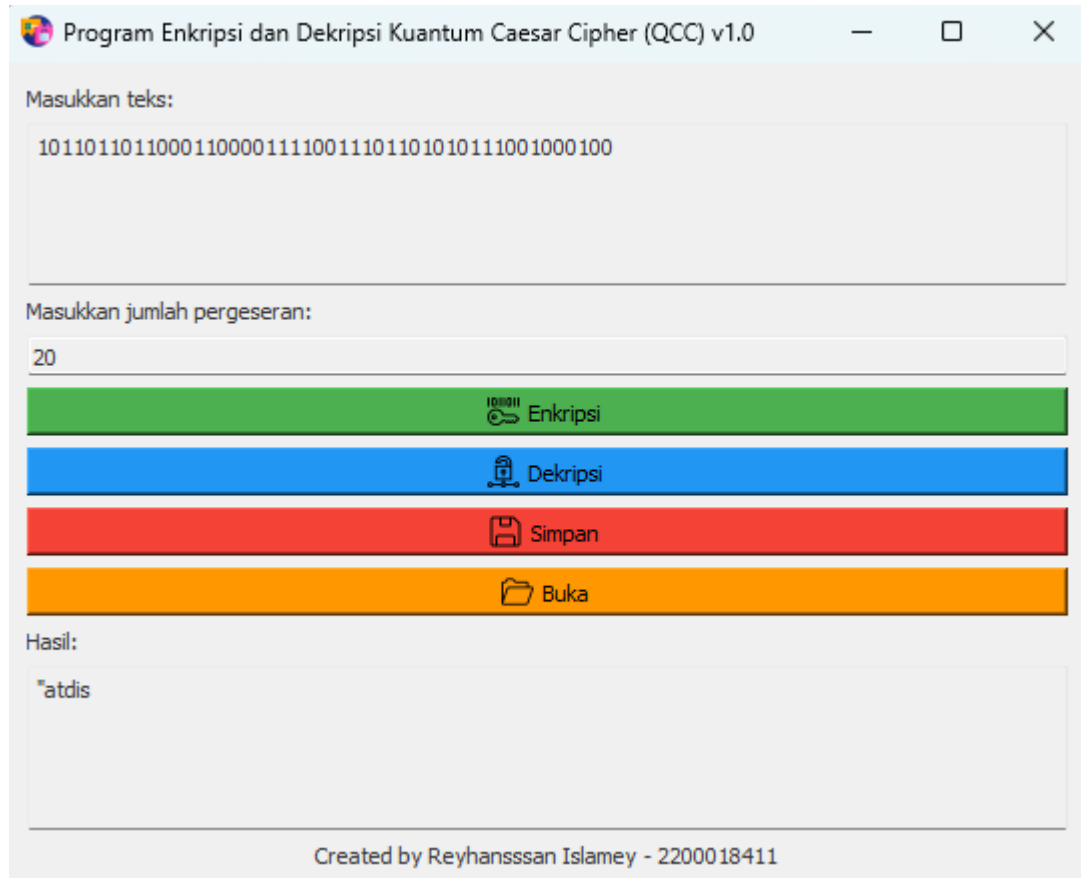 Program Enkripsi dan Dekripsi Kuantum Caesar Cipher (QCC) v1.0
Masukkan teks:
101101101100011000011110011101101010111001000100
Masukkan jumlah pergeseran:
20
Enkripsi
Dekripsi
Simpan
Buka
Hasil:
"atdis
Created by Reyhansssan Islamey - 2200018411